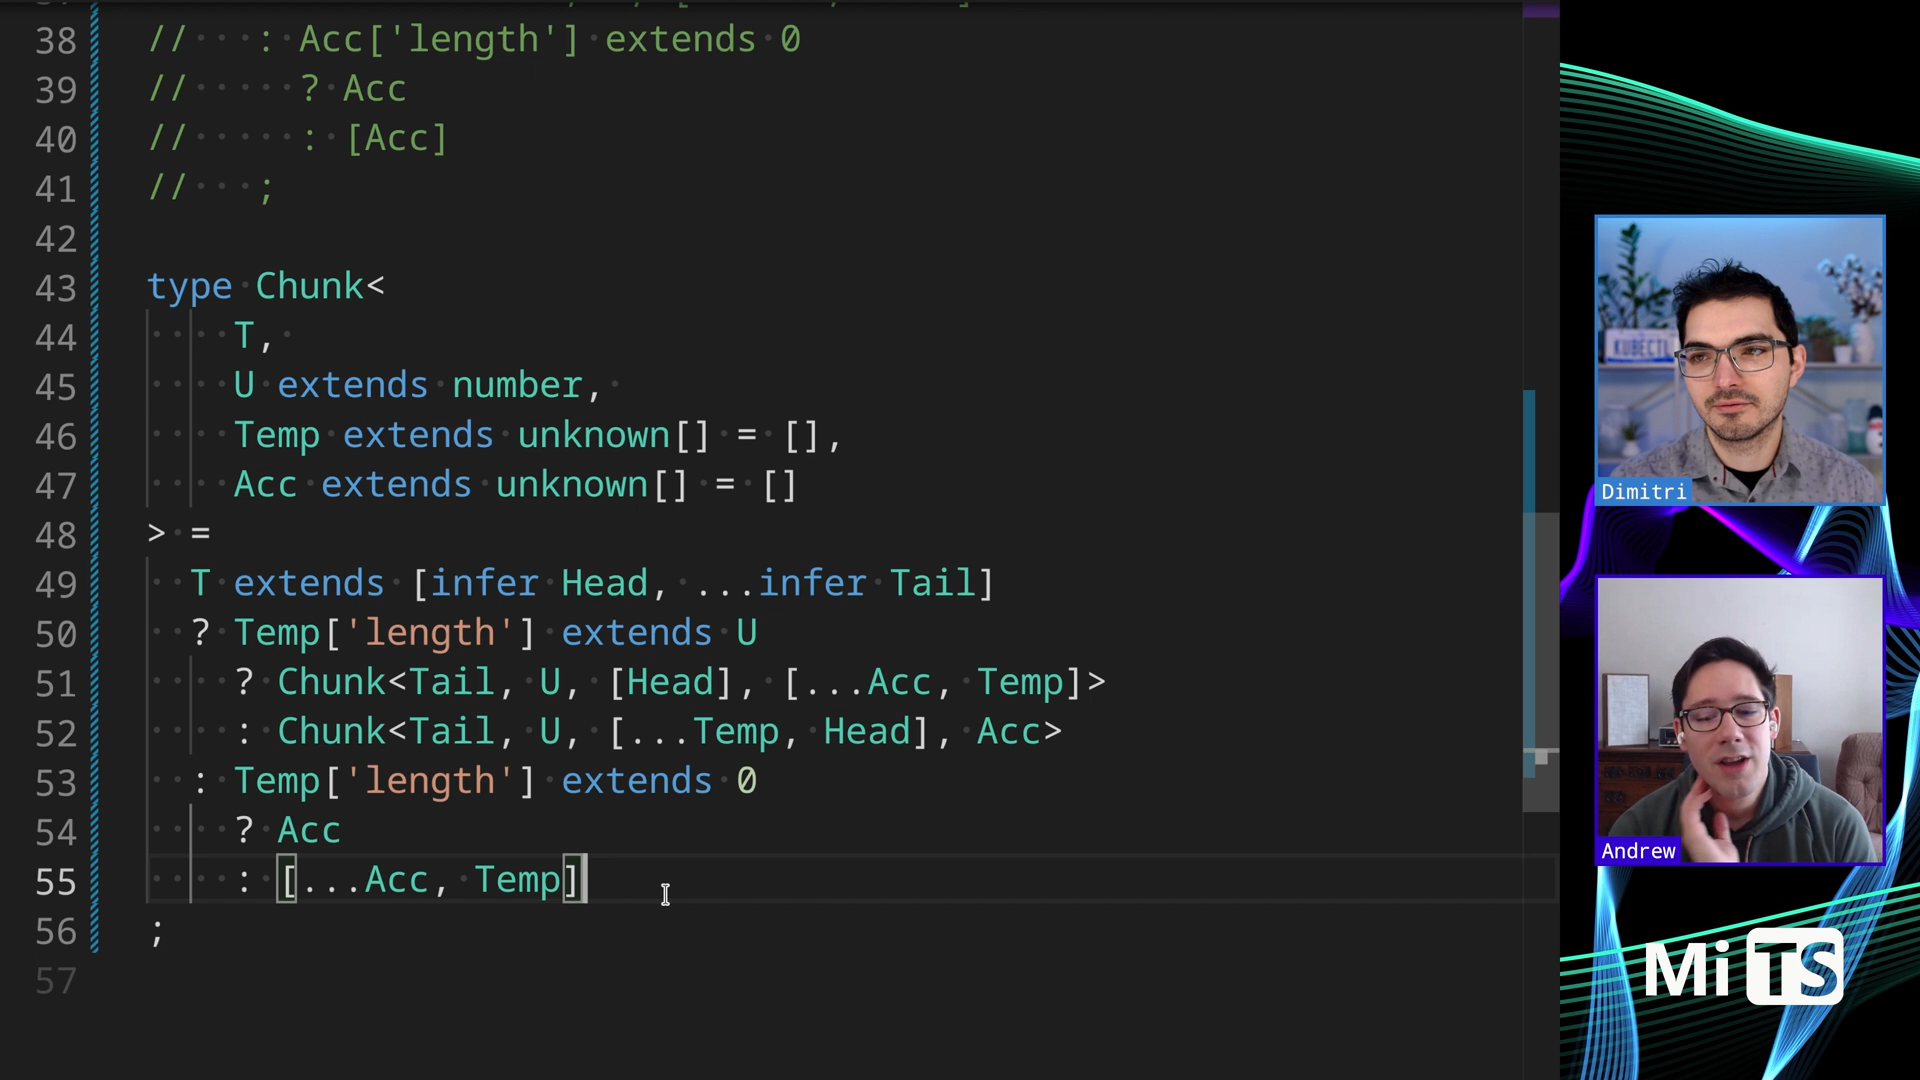 38 // : Acc['length'] extends 0
39 // ? Acc
40 // : [Acc]
41 // ;
42
43 type Chunk<
44 T,
45 U extends number,
46 Temp extends unknown[] = [],
47 Acc extends unknown[] = []
48 > =
49 T extends [infer Head, ...infer Tail]
50 ? Temp['length'] extends U
51 ? Chunk<Tail, U, [Head], [...Acc, Temp]>
52 : Chunk<Tail, U, [...Temp, Head], Acc>
53 : Temp['length'] extends 0
54 ? Acc
55 : [...Acc, Temp]
56 ;
57
KUBECTL
Dimitri
Andrew
Mi TS